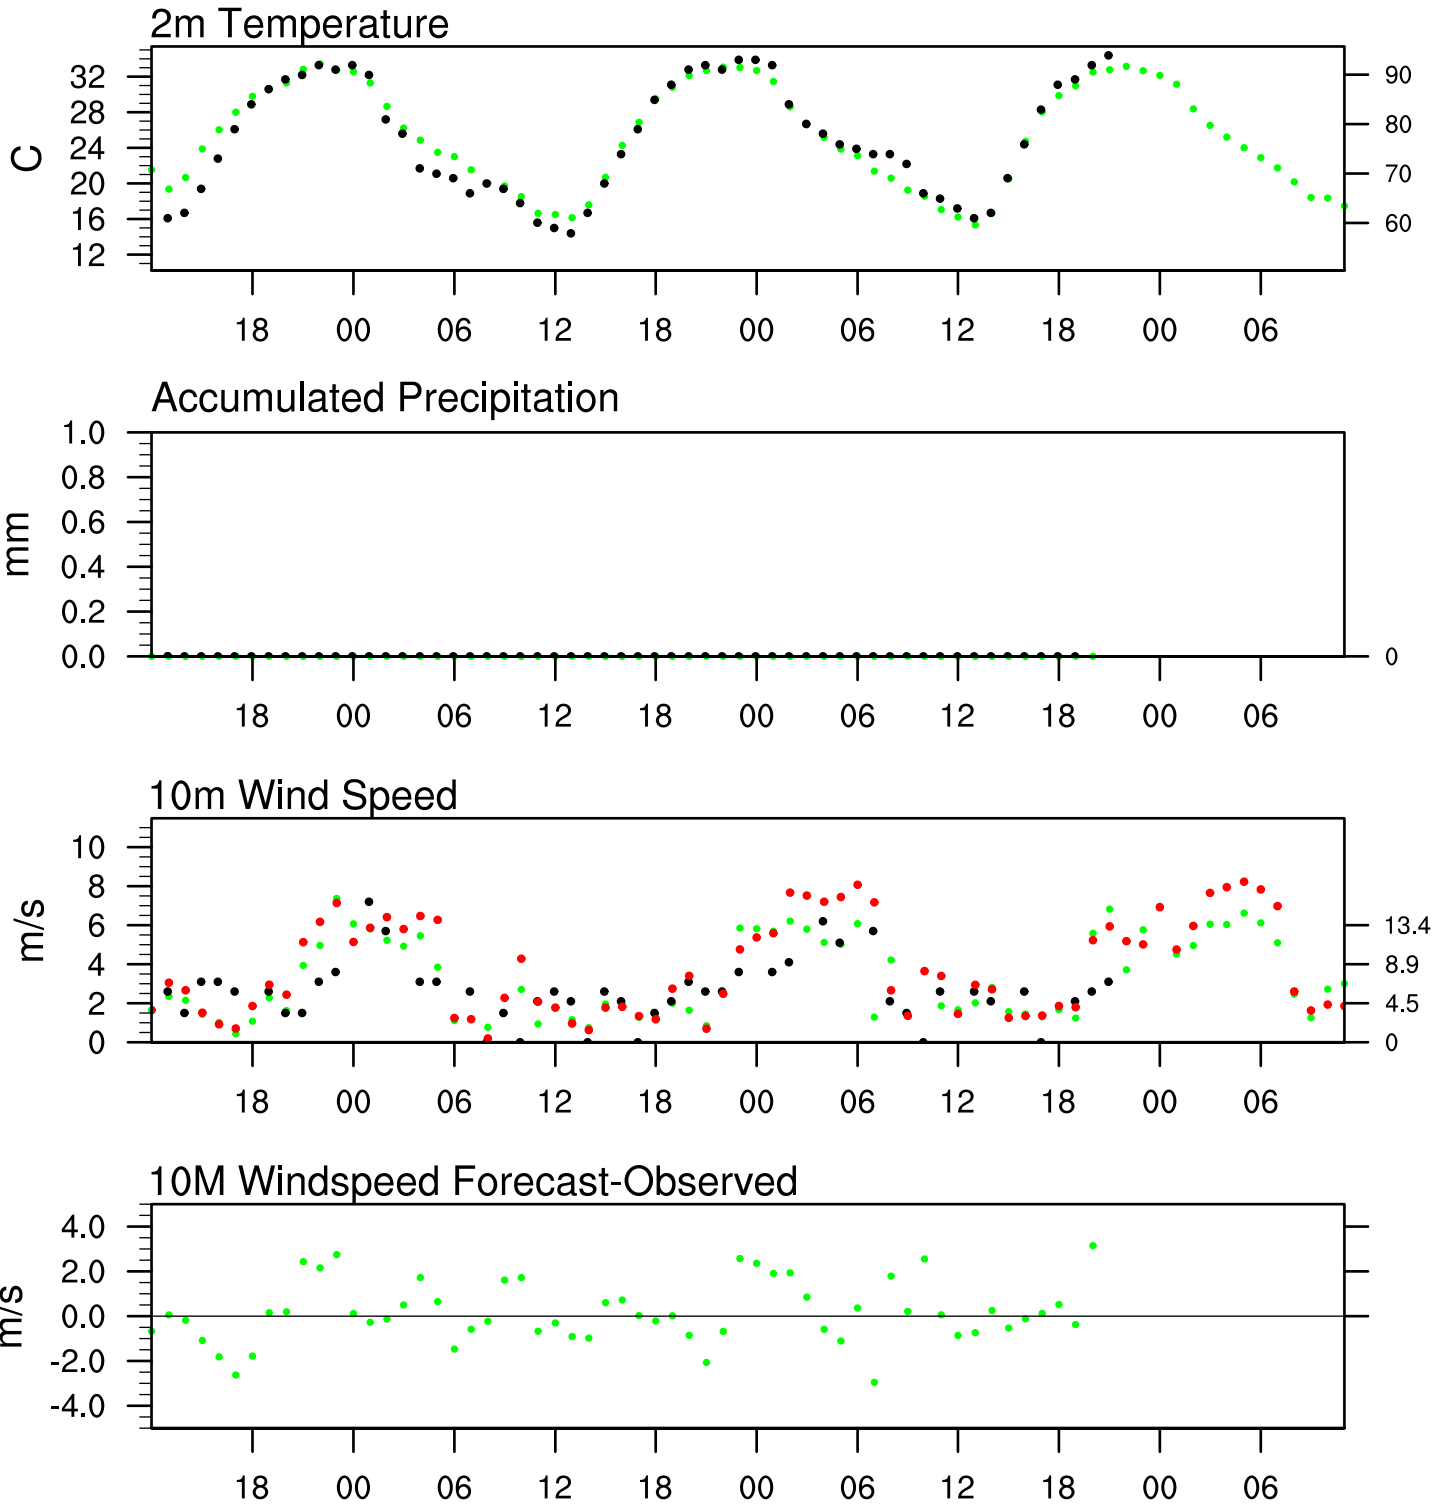 2m Temperature
C
32
28
24
20
16
12
90
80
70
60
18 00 06 12 18 00 06 12 18 00 06
Accumulated Precipitation
mm
1.0
0.8
0.6
0.4
0.2
0.0
0
18 00 06 12 18 00 06 12 18 00 06
10m Wind Speed
m/s
10
8
6
4
2
0
13.4
8.9
4.5
0
18 00 06 12 18 00 06 12 18 00 06
10M Windspeed Forecast-Observed
m/s
4.0
2.0
0.0
-2.0
-4.0
18 00 06 12 18 00 06 12 18 00 06